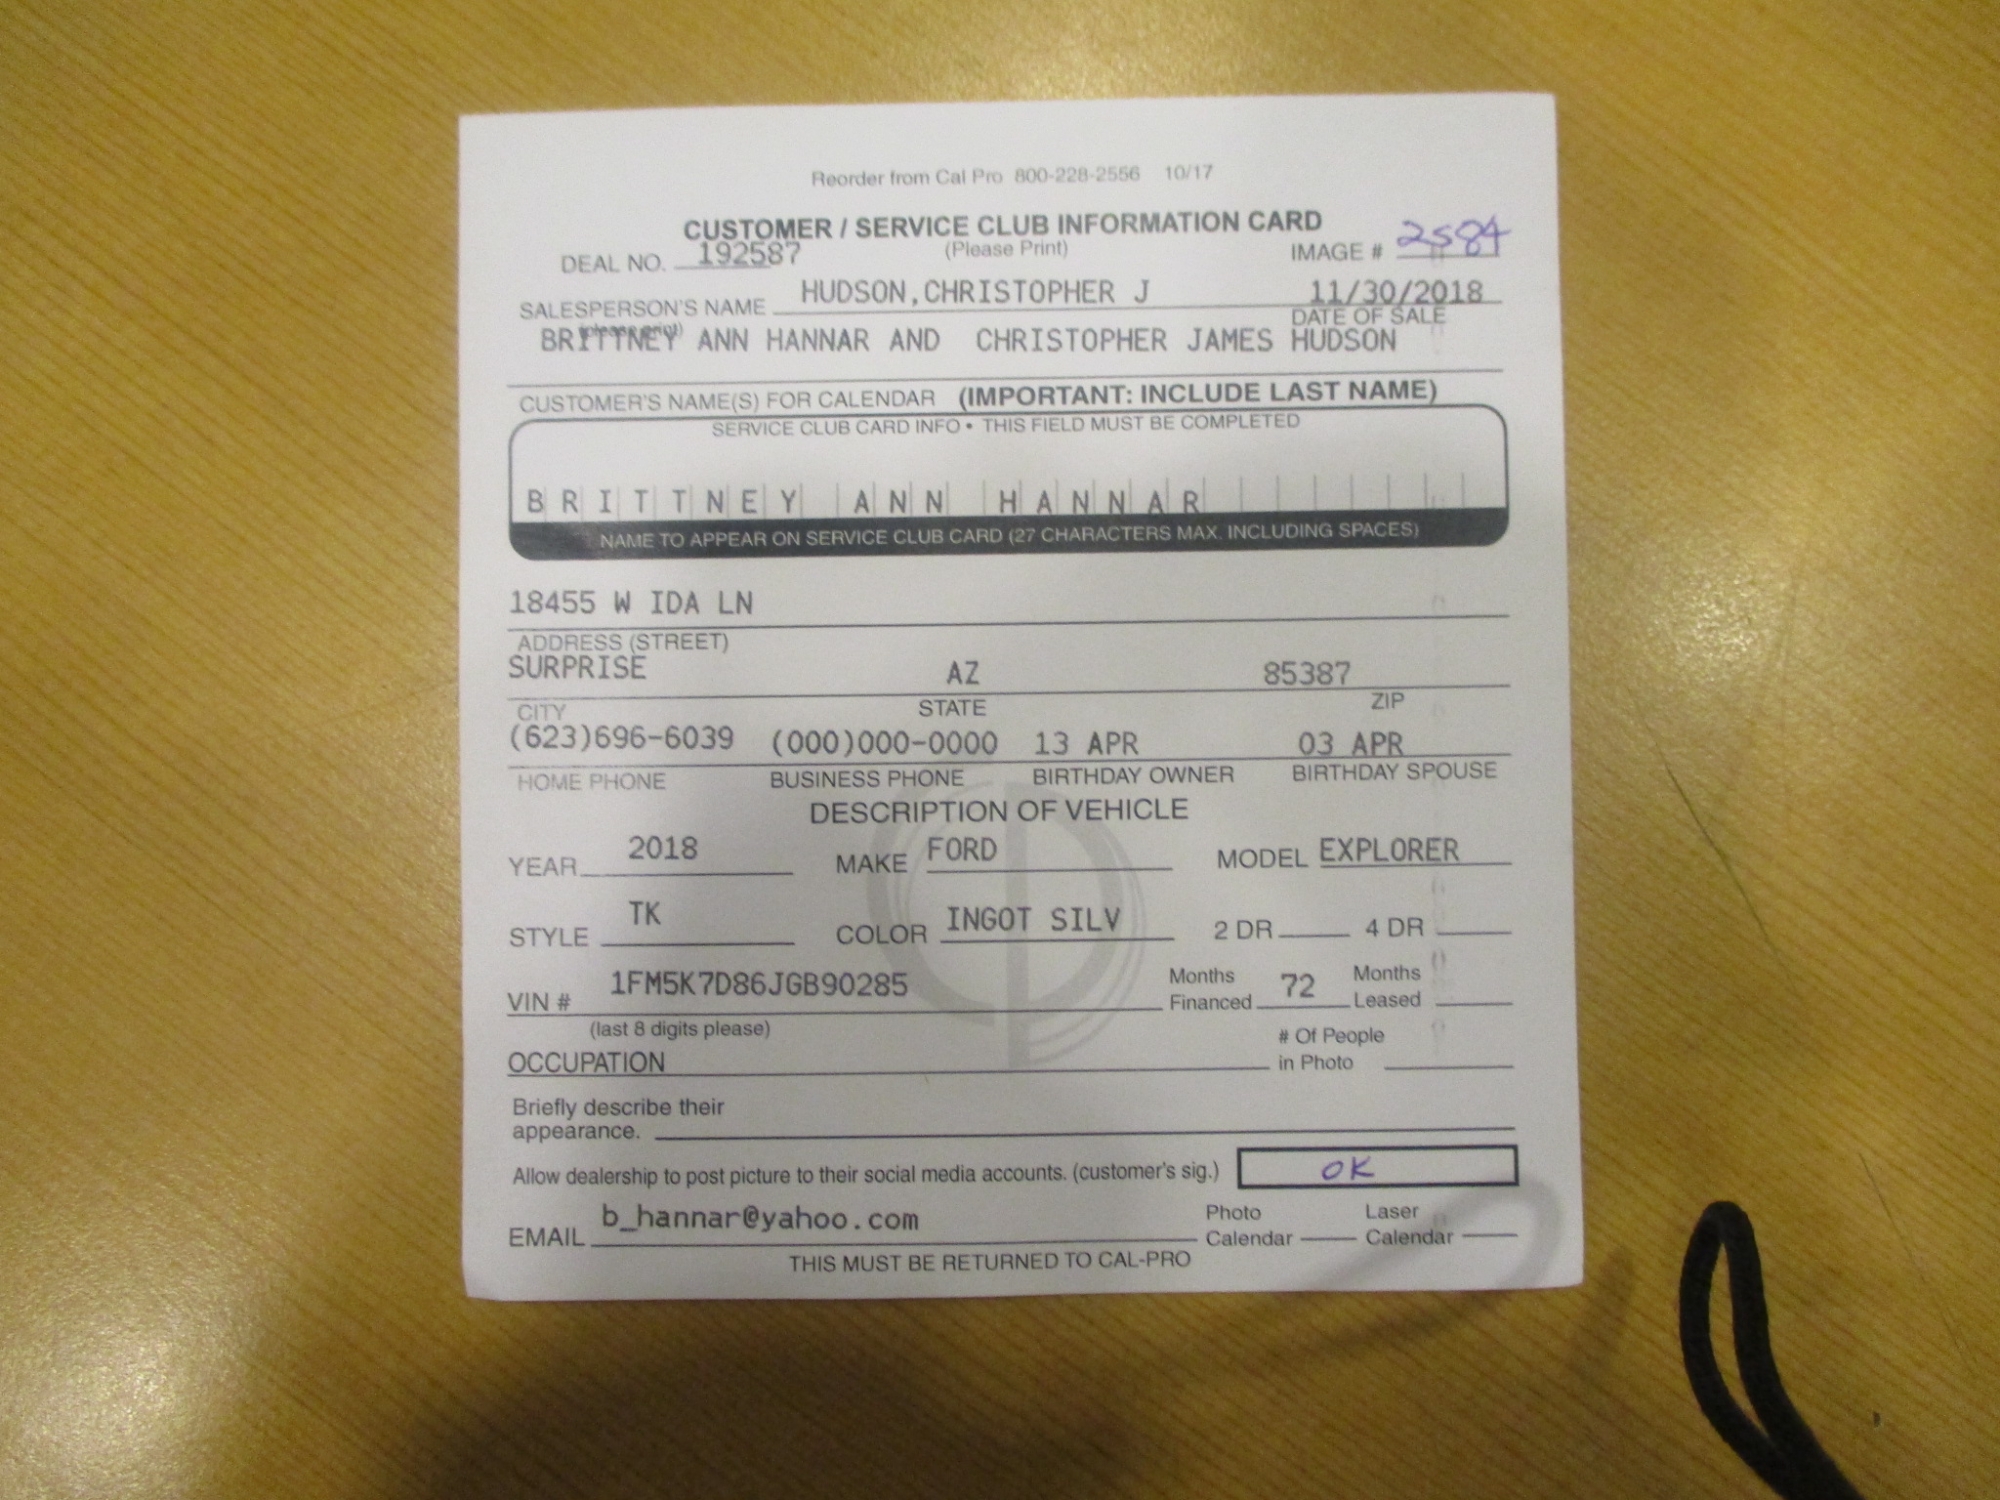 Reorder from Cal Pro 800-228-2556 10/17
CUSTOMER / SERVICE CLUB INFORMATION CARD
DEAL NO. 192587 (Please Print) IMAGE # 2584
SALESPERSON'S NAME HUDSON,CHRISTOPHER J 11/30/2018
(please print) DATE OF SALE
BRITTNEY ANN HANNAR AND CHRISTOPHER JAMES HUDSON
CUSTOMER'S NAME(S) FOR CALENDAR (IMPORTANT: INCLUDE LAST NAME)
SERVICE CLUB CARD INFO • THIS FIELD MUST BE COMPLETED
BRITTNEY ANN HANNAR
NAME TO APPEAR ON SERVICE CLUB CARD (27 CHARACTERS MAX. INCLUDING SPACES)
18455 W IDA LN
ADDRESS (STREET)
SURPRISE AZ 85387
CITY STATE ZIP
(623)696-6039 (000)000-0000 13 APR 03 APR
HOME PHONE BUSINESS PHONE BIRTHDAY OWNER BIRTHDAY SPOUSE
DESCRIPTION OF VEHICLE
YEAR 2018 MAKE FORD MODEL EXPLORER
STYLE TK COLOR INGOT SILV 2 DR 4 DR
VIN # 1FM5K7D86JGB90285 Months Financed 72 Months Leased
(last 8 digits please)
OCCUPATION # Of People in Photo
Briefly describe their
appearance.
Allow dealership to post picture to their social media accounts. (customer's sig.) OK
EMAIL b_hannar@yahoo.com Photo Calendar Laser Calendar
THIS MUST BE RETURNED TO CAL-PRO